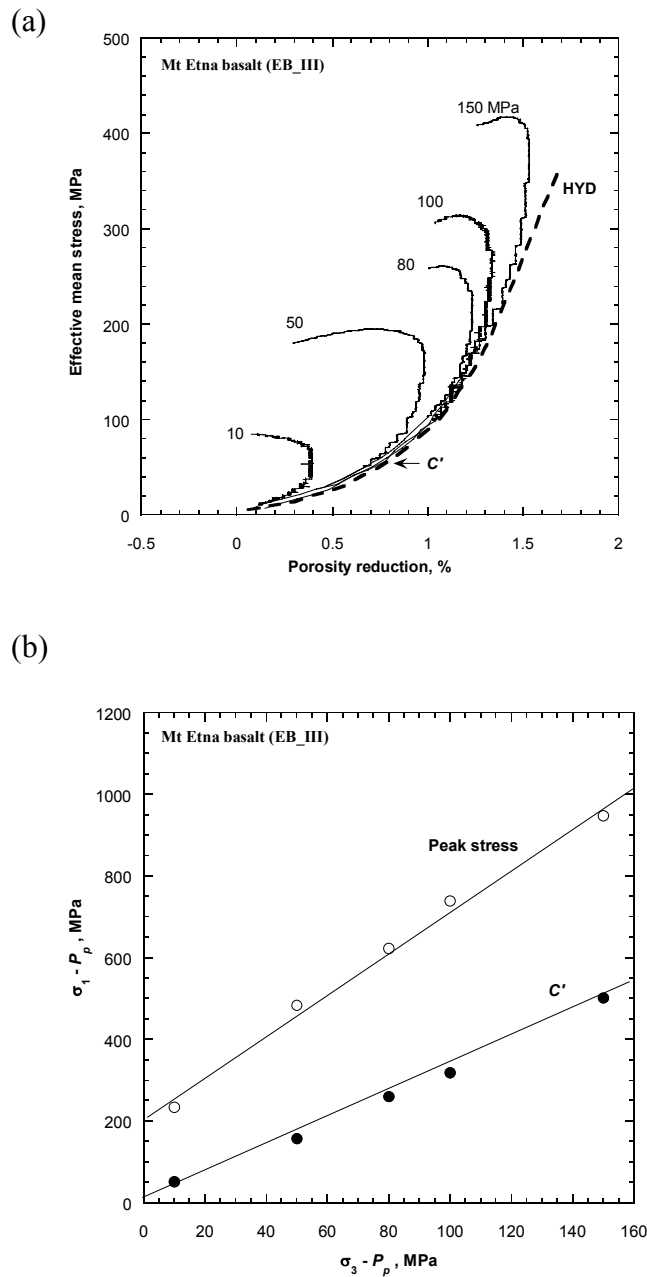 (a)
500
400
300
200
100
0
-0.5
0
0.5
1
1.5
2
Effective mean stress, MPa
Porosity reduction, %
Mt Etna basalt (EB_III)
150 MPa
100
80
50
10
HYD
C'
(b)
1200
1000
800
600
400
200
0
0
20
40
60
80
100
120
140
160
σ1 - Pp , MPa
σ3 - Pp , MPa
Mt Etna basalt (EB_III)
Peak stress
C'